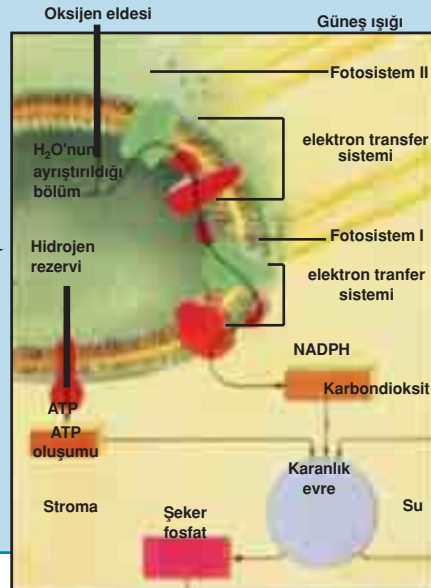 Oksijen eldesi
Güneş ışığı
Fotosistem II
elektron transfer
sistemi
H₂O'nun
ayrıştırıldığı
bölüm
Fotosistem I
Hidrojen
rezervi
elektron tranfer
sistemi
NADPH
Karbondioksit
ATP
ATP
oluşumu
Karanlık
evre
Stroma
Su
Şeker
fosfat